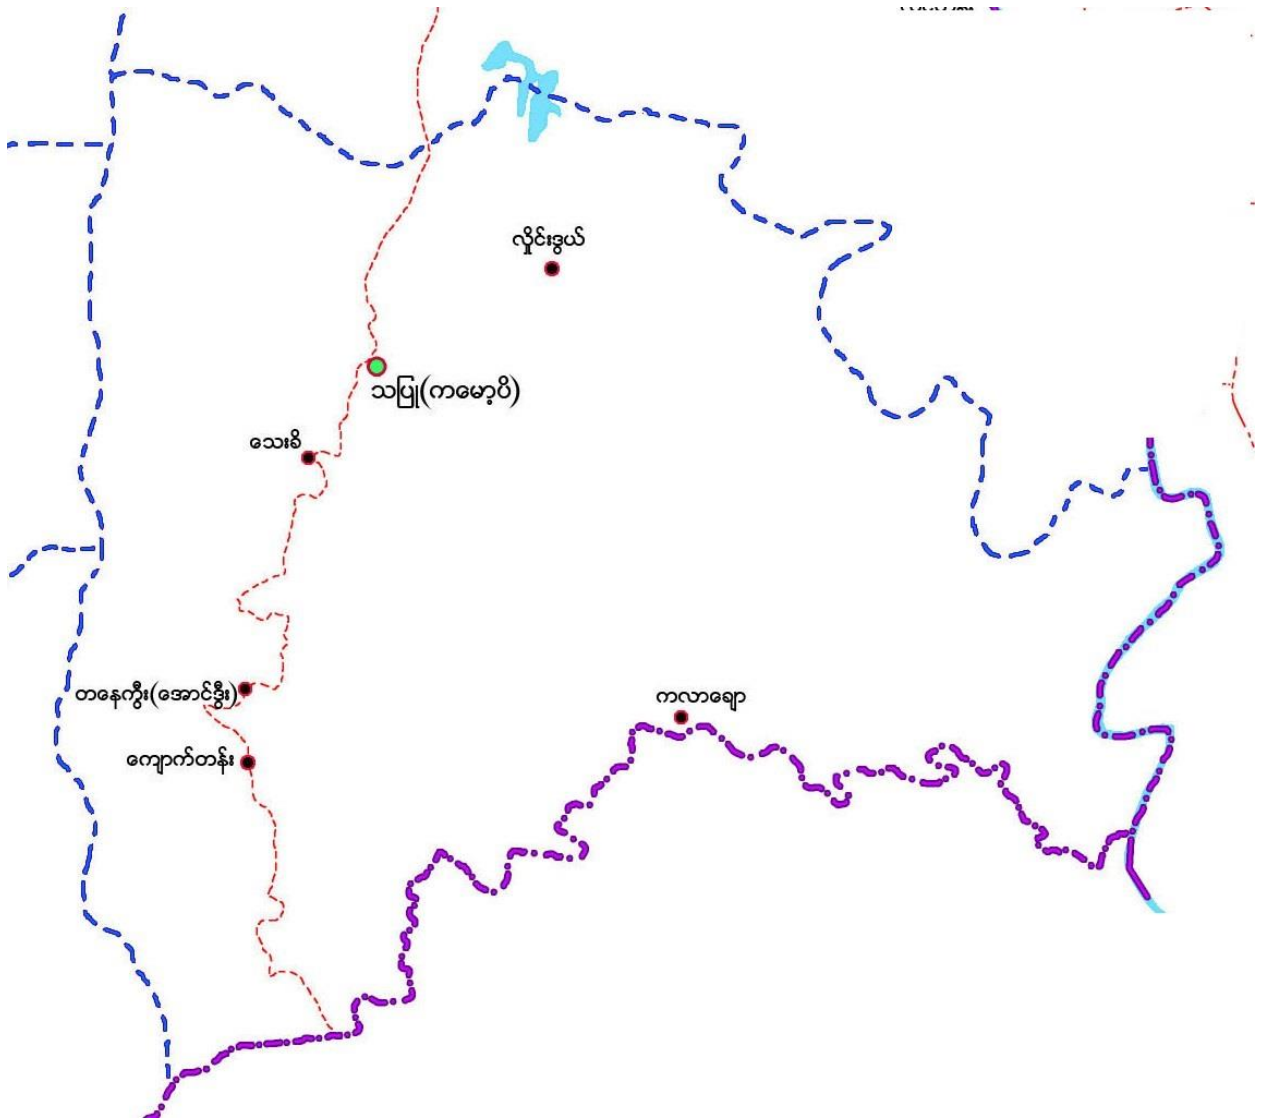 လှိုင်းဒွယ်
သပြု(ကမော့ပိ)
သေးခိ
တနေကွီး(အောင်ဒွီး)
ကလာချော
ကျောက်တန်း